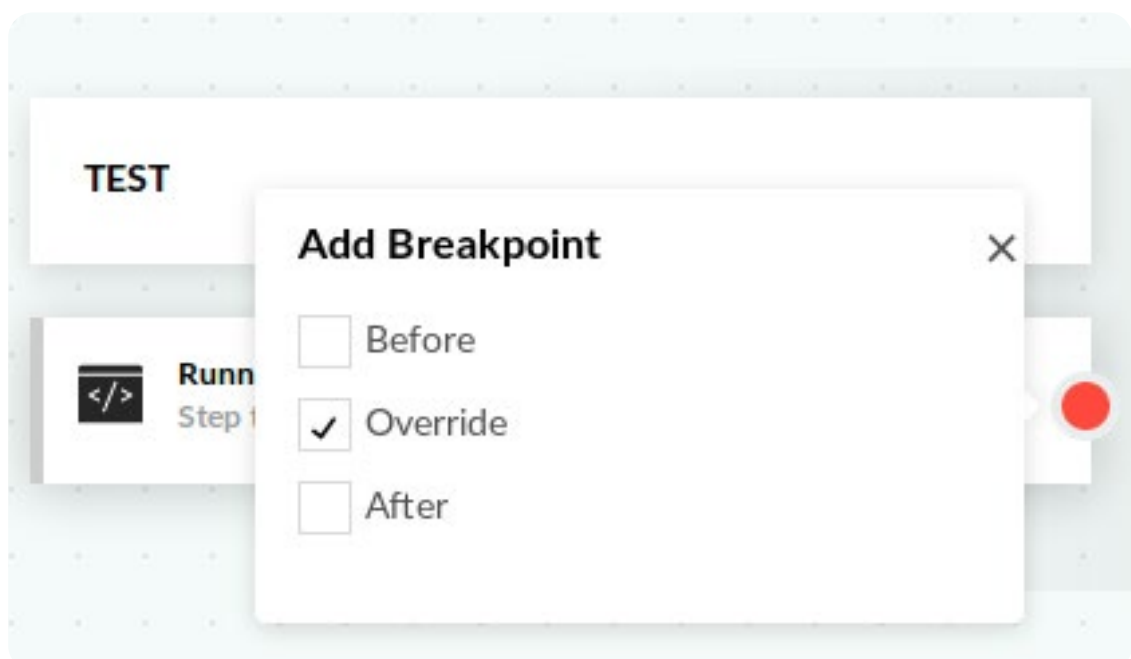 TEST
Add Breakpoint
Before
Runn
Step
Override
After